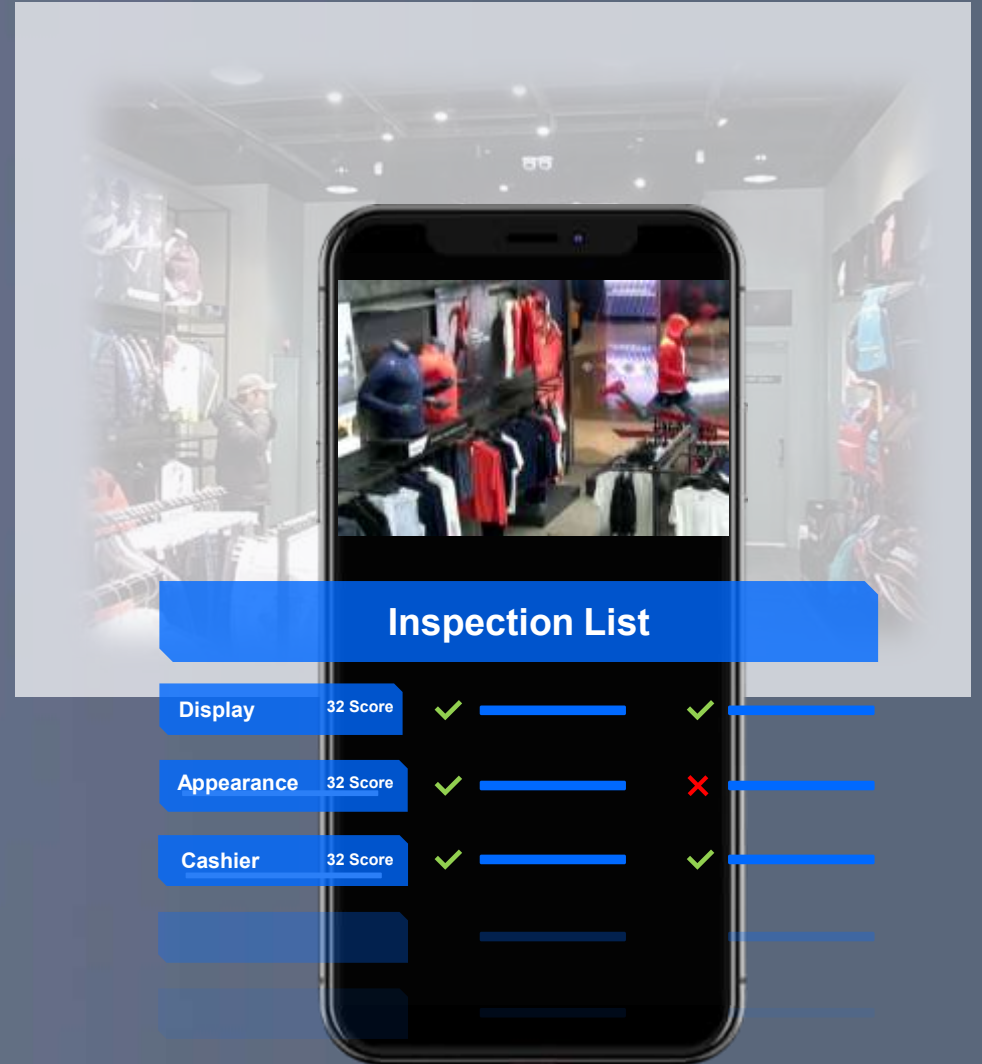 Inspection List
Display 32 Score
Appearance 32 Score
Cashier 32 Score